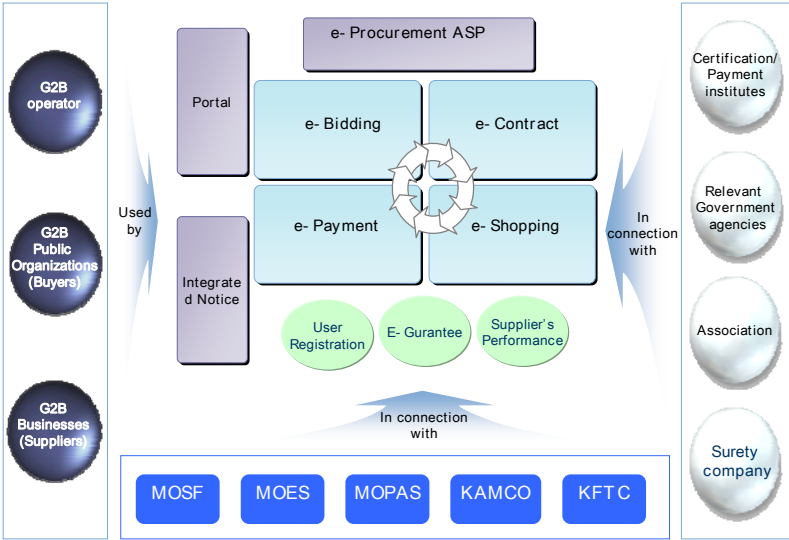 G2B
operator
G2B
Public
Organizations
(Buyers)
G2B
Businesses
(Suppliers)
Used
by
e- Procurement ASP
Portal
Integrate
d Notice
e- Bidding
e- Contract
e- Payment
e- Shopping
User
Registration
E- Gurantee
Supplier's
Performance
In connection
with
MOSF
MOES
MOPAS
KAMCO
KFTC
In
connection
with
Certification/
Payment
institutes
Relevant
Government
agencies
Association
Surety
company